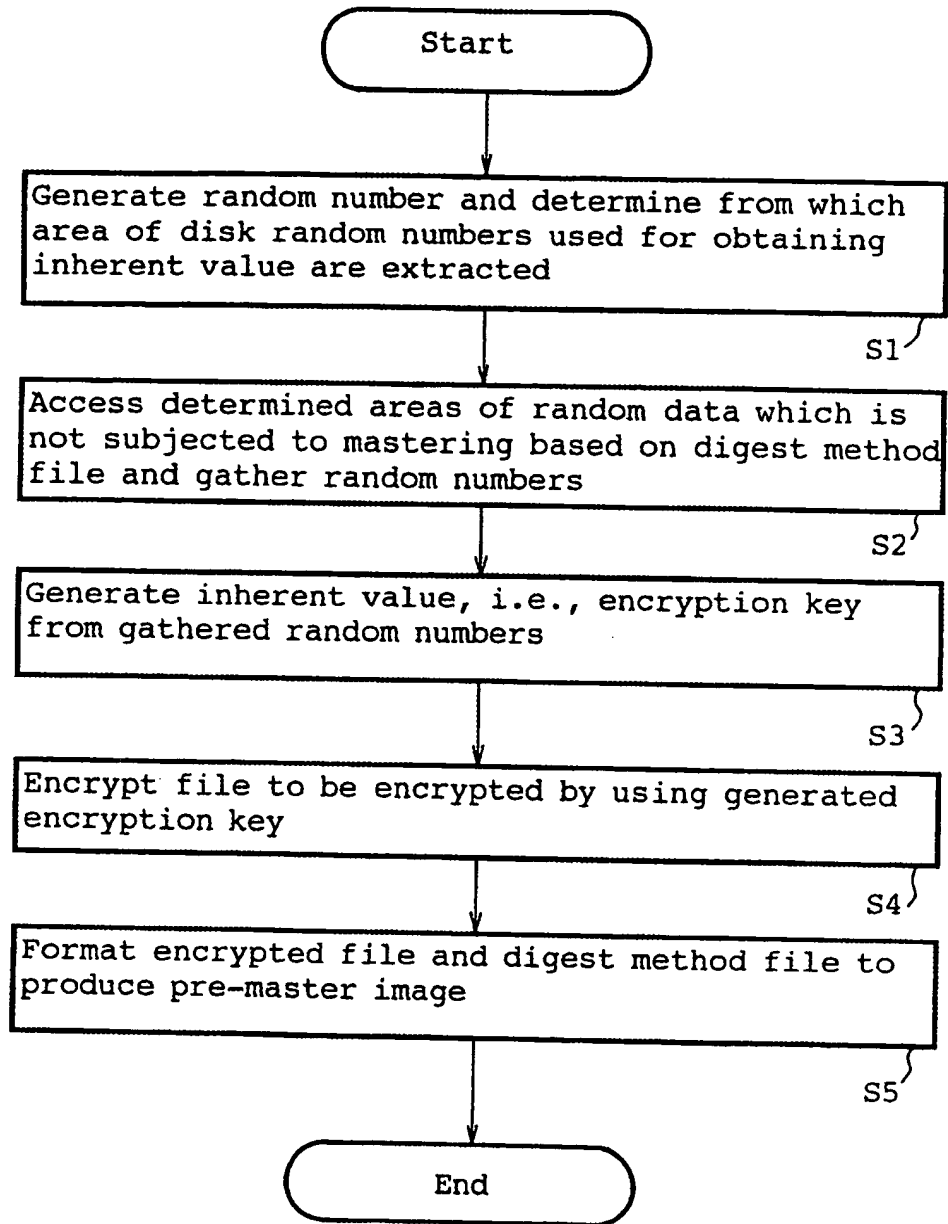 Start
Generate random number and determine from which
area of disk random numbers used for obtaining
inherent value are extracted
S1
Access determined areas of random data which is
not subjected to mastering based on digest method
file and gather random numbers
S2
Generate inherent value, i.e., encryption key
from gathered random numbers
S3
Encrypt file to be encrypted by using generated
encryption key
S4
Format encrypted file and digest method file to
produce pre-master image
S5
End